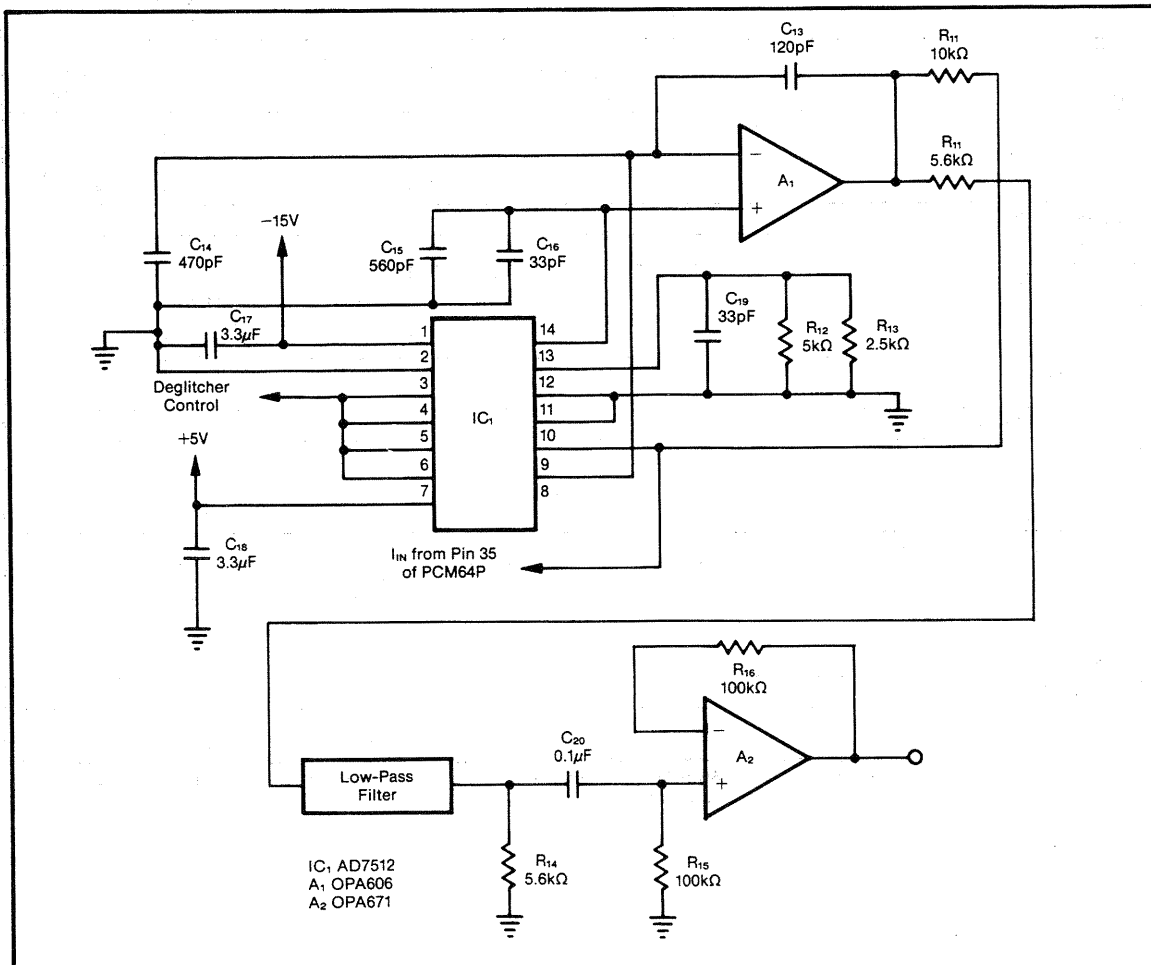 C₁₃
120pF
R₁₁
10kΩ
R₁₁
5.6kΩ
A₁
−
+
−15V
C₁₄
470pF
C₁₅
560pF
C₁₆
33pF
C₁₇
3.3μF
C₁₉
33pF
R₁₂
5kΩ
R₁₃
2.5kΩ
Deglitcher
Control
+5V
1
2
3
4
5
6
7
IC₁
14
13
12
11
10
9
8
C₁₈
3.3μF
I_IN from Pin 35
of PCM64P
R₁₆
100kΩ
A₂
−
+
C₂₀
0.1μF
Low-Pass
Filter
R₁₄
5.6kΩ
R₁₅
100kΩ
IC₁ AD7512
A₁ OPA606
A₂ OPA671